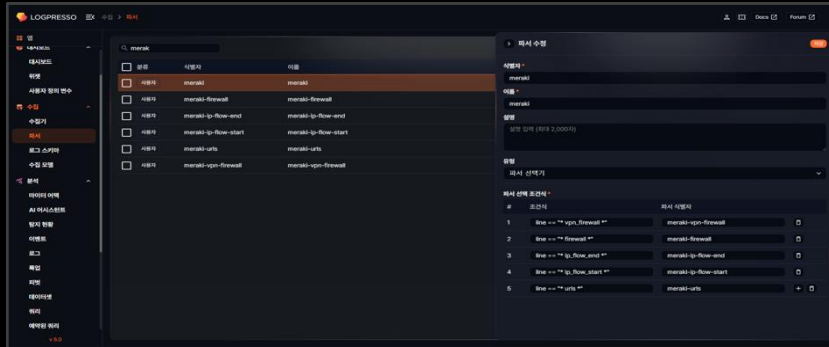 LOGPRESSO EX 수집 > 파서 Docs Forum
앱
대시보드
대시보드
위젯
사용자 정의 변수
수집
수집기
파서
로그 스키마
수집 모델
분석
마이터 어택
AI 어시스턴트
탐지 현황
이벤트
로그
룩업
피벗
데이터셋
쿼리
예약된 쿼리
v 5.0
merak
분류 식별자 이름
사용자 meraki meraki
사용자 meraki-firewall meraki-firewall
사용자 meraki-ip-flow-end meraki-ip-flow-end
사용자 meraki-ip-flow-start meraki-ip-flow-start
사용자 meraki-urls meraki-urls
사용자 meraki-vpn-firewall meraki-vpn-firewall
파서 수정
식별자 *
meraki
이름 *
meraki
설명
설명 입력 (최대 2,000자)
유형
파서 선택기
파서 선택 조건식 *
# 조건식 파서 식별자
1 line == "* vpn_firewall *" meraki-vpn-firewall
2 line == "* firewall *" meraki-firewall
3 line == "* ip_flow_end *" meraki-ip-flow-end
4 line == "* ip_flow_start *" meraki-ip-flow-start
5 line == "* urls *" meraki-urls